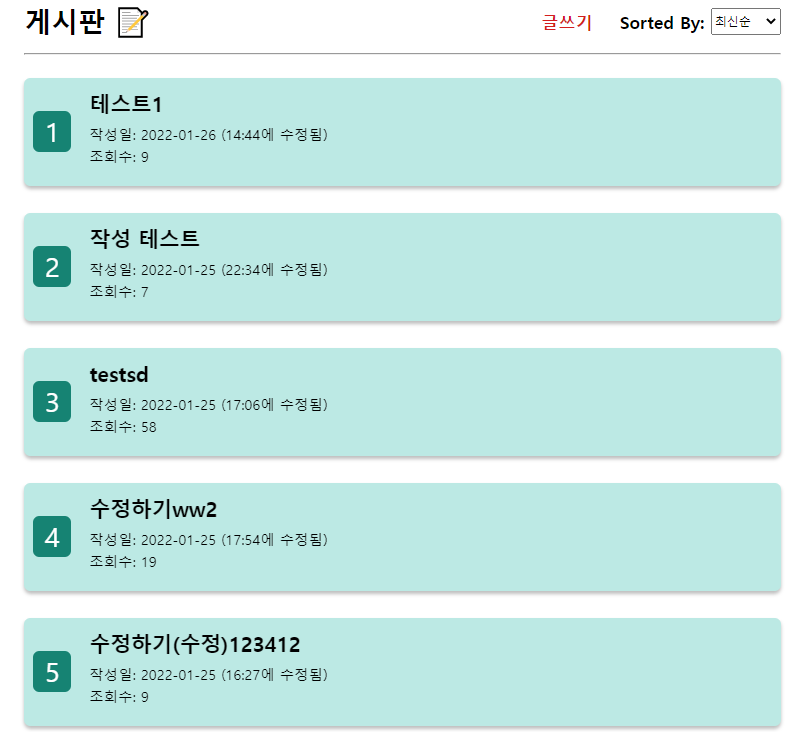 게시판 📝
글쓰기 Sorted By: 최신순
1
테스트1
작성일: 2022-01-26 (14:44에 수정됨)
조회수: 9
2
작성 테스트
작성일: 2022-01-25 (22:34에 수정됨)
조회수: 7
3
testsd
작성일: 2022-01-25 (17:06에 수정됨)
조회수: 58
4
수정하기ww2
작성일: 2022-01-25 (17:54에 수정됨)
조회수: 19
5
수정하기(수정)123412
작성일: 2022-01-25 (16:27에 수정됨)
조회수: 9